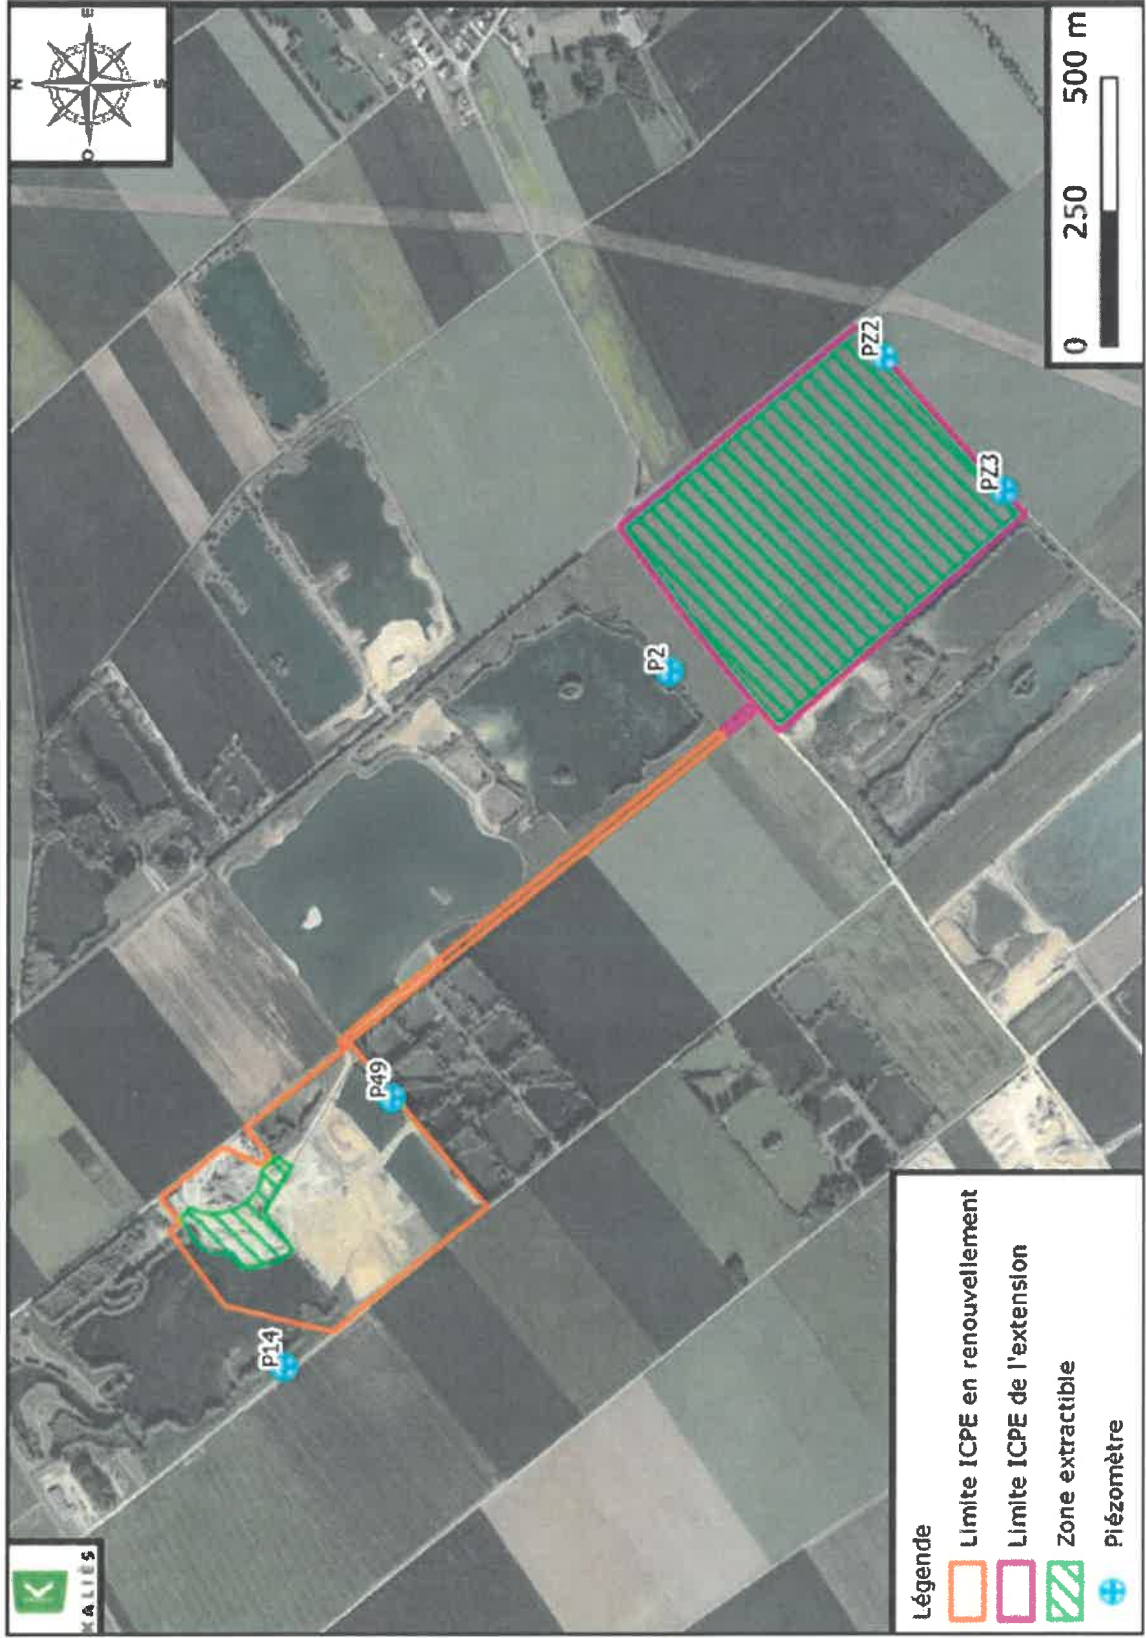 KALIÈS
N
E
S
O
P14
P49
P2
PZ2
PZ3
Légende
Limite ICPE en renouvellement
Limite ICPE de l'extension
Zone extractible
Piézomètre
0 250 500 m